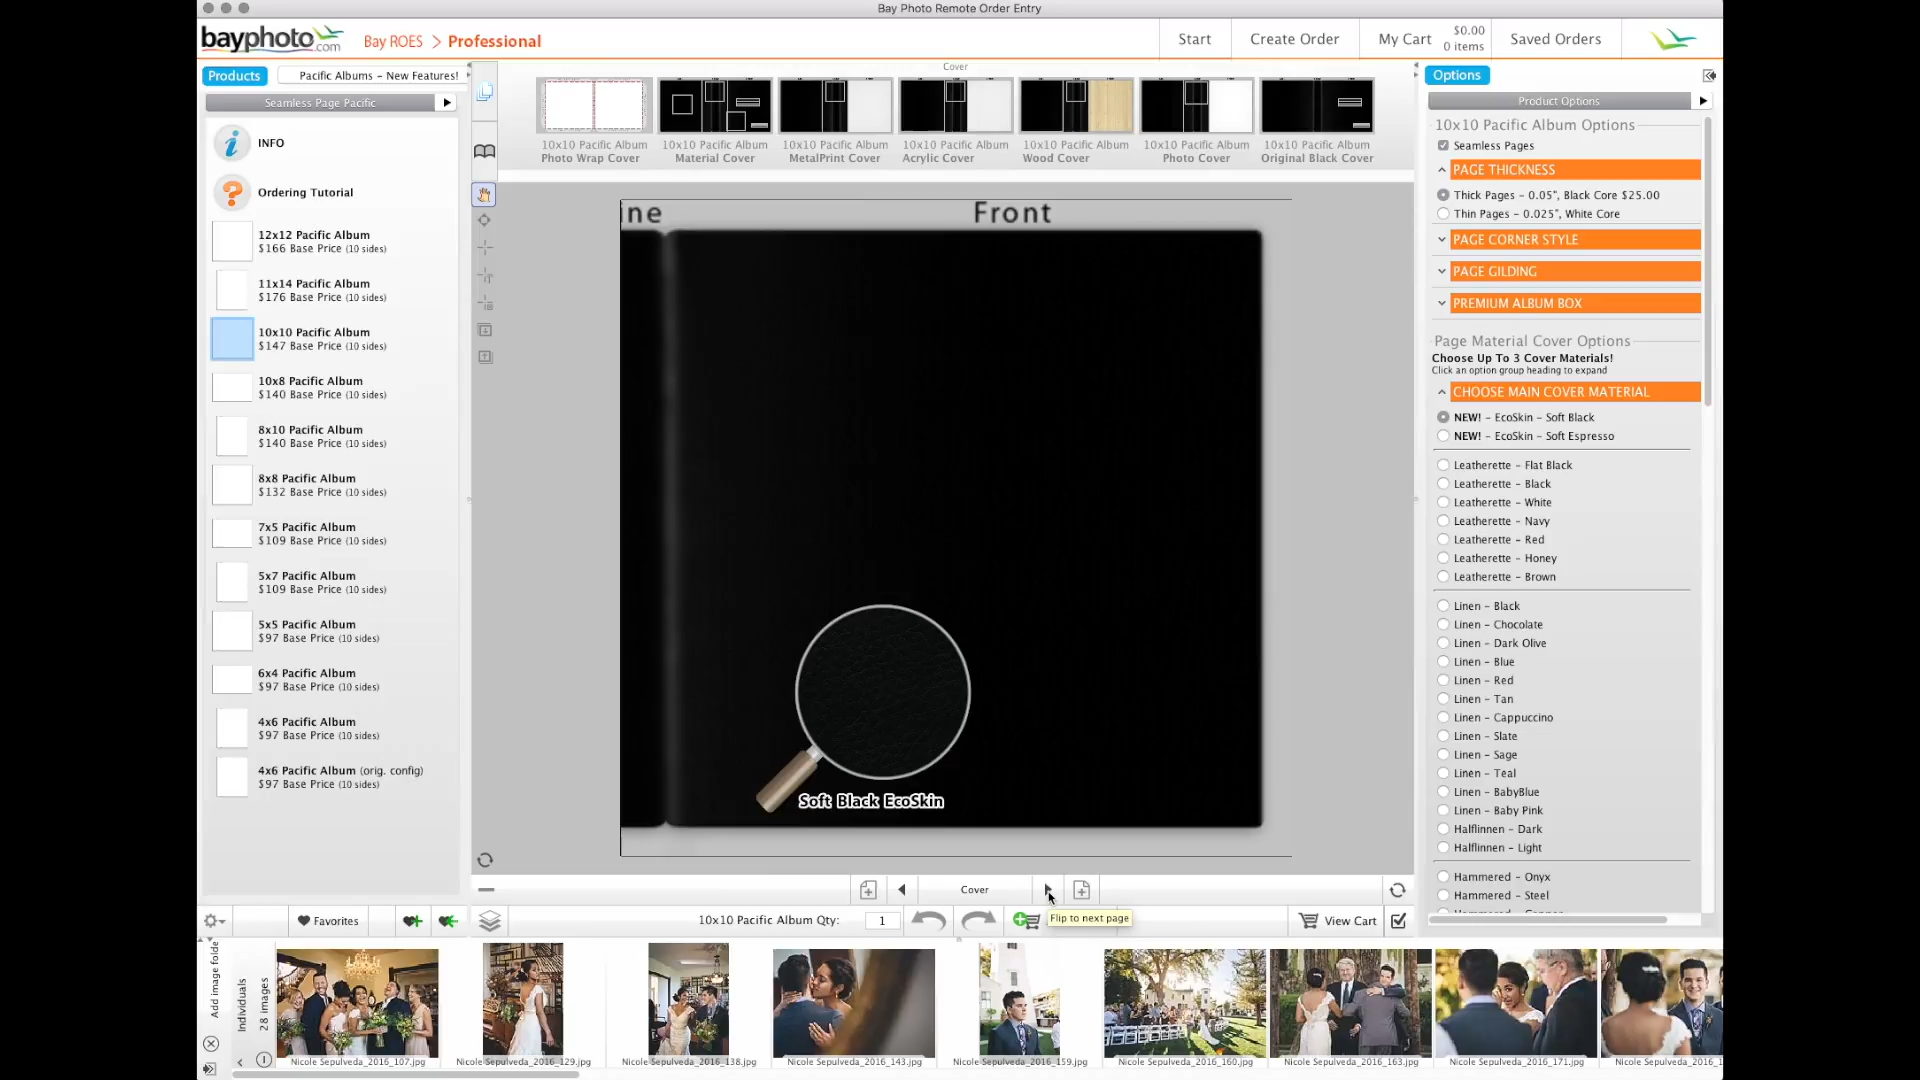 Bay Photo Remote Order Entry
bayphoto.com
Bay ROES > Professional
Start
Create Order
My Cart
$0.00
0 items
Saved Orders
Products
Pacific Albums - New Features!
Seamless Page Pacific
INFO
Ordering Tutorial
12x12 Pacific Album
$166 Base Price (10 sides)
11x14 Pacific Album
$176 Base Price (10 sides)
10x10 Pacific Album
$147 Base Price (10 sides)
10x8 Pacific Album
$140 Base Price (10 sides)
8x10 Pacific Album
$140 Base Price (10 sides)
8x8 Pacific Album
$132 Base Price (10 sides)
7x5 Pacific Album
$109 Base Price (10 sides)
5x7 Pacific Album
$109 Base Price (10 sides)
5x5 Pacific Album
$97 Base Price (10 sides)
6x4 Pacific Album
$97 Base Price (10 sides)
4x6 Pacific Album
$97 Base Price (10 sides)
4x6 Pacific Album (orig. config)
$97 Base Price (10 sides)
Favorites
Cover
10x10 Pacific Album
Photo Wrap Cover
10x10 Pacific Album
Material Cover
10x10 Pacific Album
MetalPrint Cover
10x10 Pacific Album
Acrylic Cover
10x10 Pacific Album
Wood Cover
10x10 Pacific Album
Photo Cover
10x10 Pacific Album
Original Black Cover
ine
Front
Soft Black EcoSkin
Cover
10x10 Pacific Album Qty:
1
Flip to next page
View Cart
Options
Product Options
10x10 Pacific Album Options
Seamless Pages
PAGE THICKNESS
Thick Pages - 0.05", Black Core $25.00
Thin Pages - 0.025", White Core
PAGE CORNER STYLE
PAGE GILDING
PREMIUM ALBUM BOX
Page Material Cover Options
Choose Up To 3 Cover Materials!
Click an option group heading to expand
CHOOSE MAIN COVER MATERIAL
NEW! - EcoSkin - Soft Black
NEW! - EcoSkin - Soft Espresso
Leatherette - Flat Black
Leatherette - Black
Leatherette - White
Leatherette - Navy
Leatherette - Red
Leatherette - Honey
Leatherette - Brown
Linen - Black
Linen - Chocolate
Linen - Dark Olive
Linen - Blue
Linen - Red
Linen - Tan
Linen - Cappuccino
Linen - Slate
Linen - Sage
Linen - Teal
Linen - BabyBlue
Linen - Baby Pink
Halflinnen - Dark
Halflinnen - Light
Hammered - Onyx
Hammered - Steel
Add image folde
Individuals
28 images
Nicole Sepulveda_2016_107.jpg
Nicole Sepulveda_2016_129.jpg
Nicole Sepulveda_2016_138.jpg
Nicole Sepulveda_2016_143.jpg
Nicole Sepulveda_2016_159.jpg
Nicole Sepulveda_2016_160.jpg
Nicole Sepulveda_2016_163.jpg
Nicole Sepulveda_2016_171.jpg
Nicole Sepulveda_2016_1